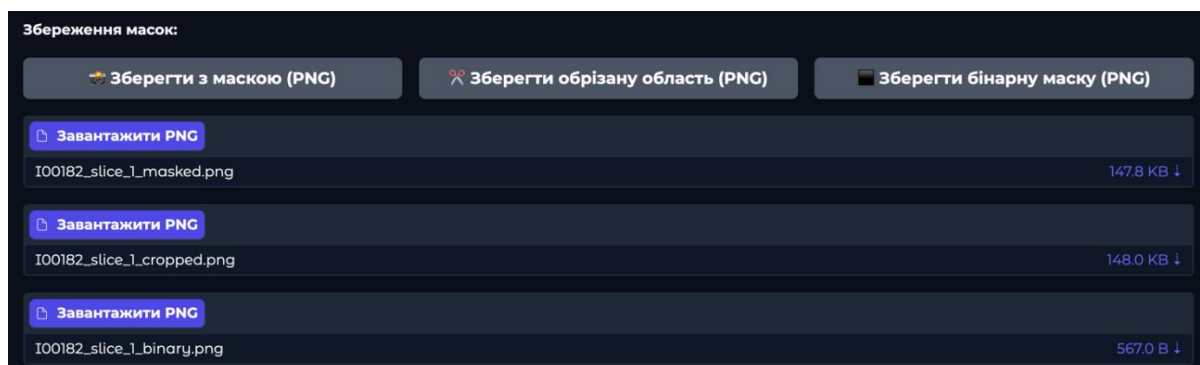 Збереження масок:
Зберегти з маскою (PNG)
Зберегти обрізану область (PNG)
Зберегти бінарну маску (PNG)
Завантажити PNG
I00182_slice_1_masked.png
147.8 KB ↓
Завантажити PNG
I00182_slice_1_cropped.png
148.0 KB ↓
Завантажити PNG
I00182_slice_1_binary.png
567.0 B ↓